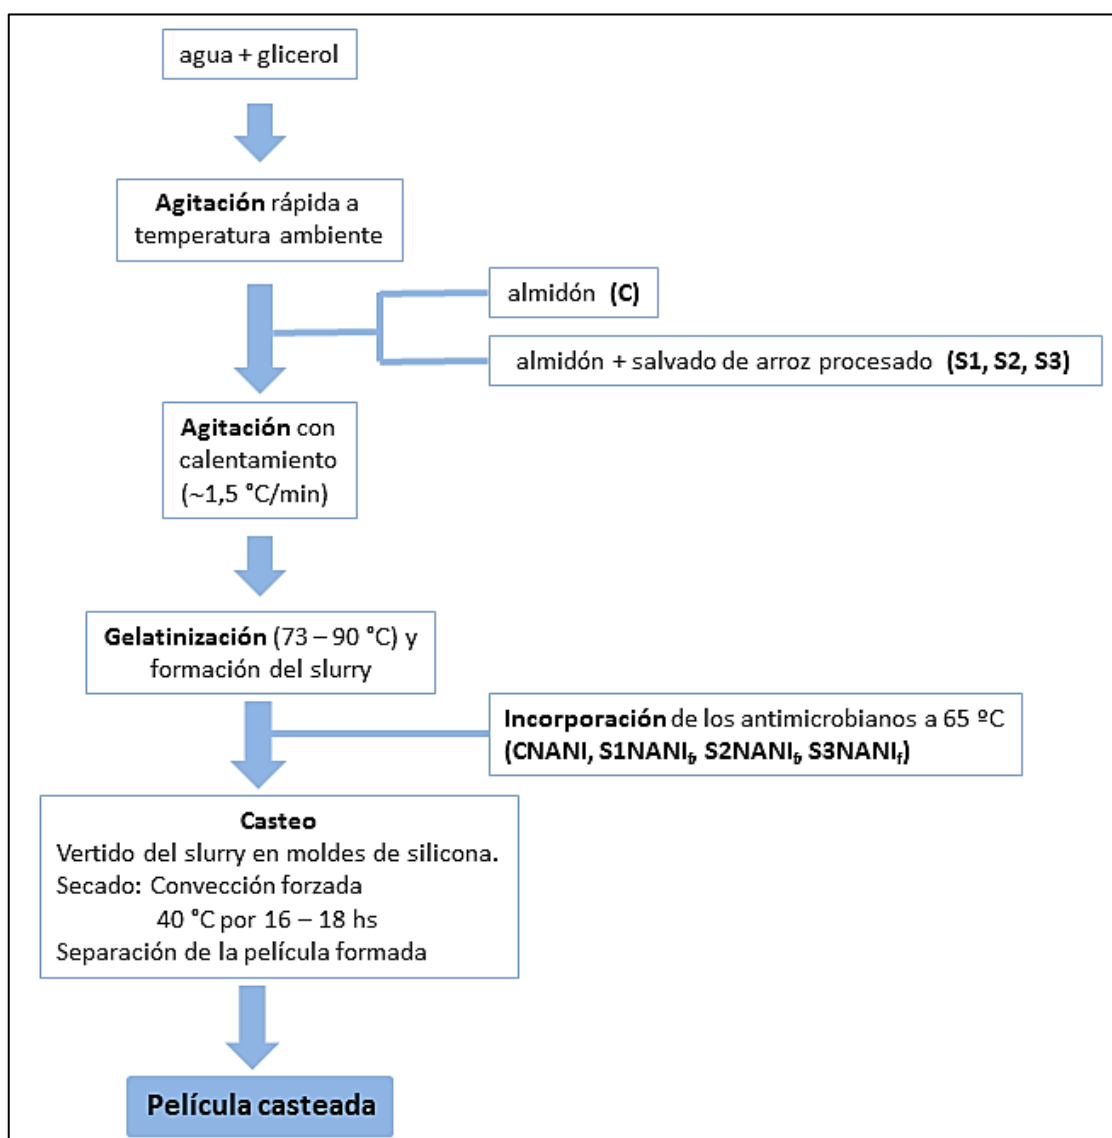 agua + glicerol
Agitación rápida a
temperatura ambiente
almidón (C)
almidón + salvado de arroz procesado (S1, S2, S3)
Agitación con
calentamiento
(~1,5 °C/min)
Gelatinización (73 – 90 °C) y
formación del slurry
Incorporación de los antimicrobianos a 65 ºC
(CNANI, S1NANIf, S2NANIf, S3NANIf)
Casteo
Vertido del slurry en moldes de silicona.
Secado: Convección forzada
40 °C por 16 – 18 hs
Separación de la película formada
Película casteada